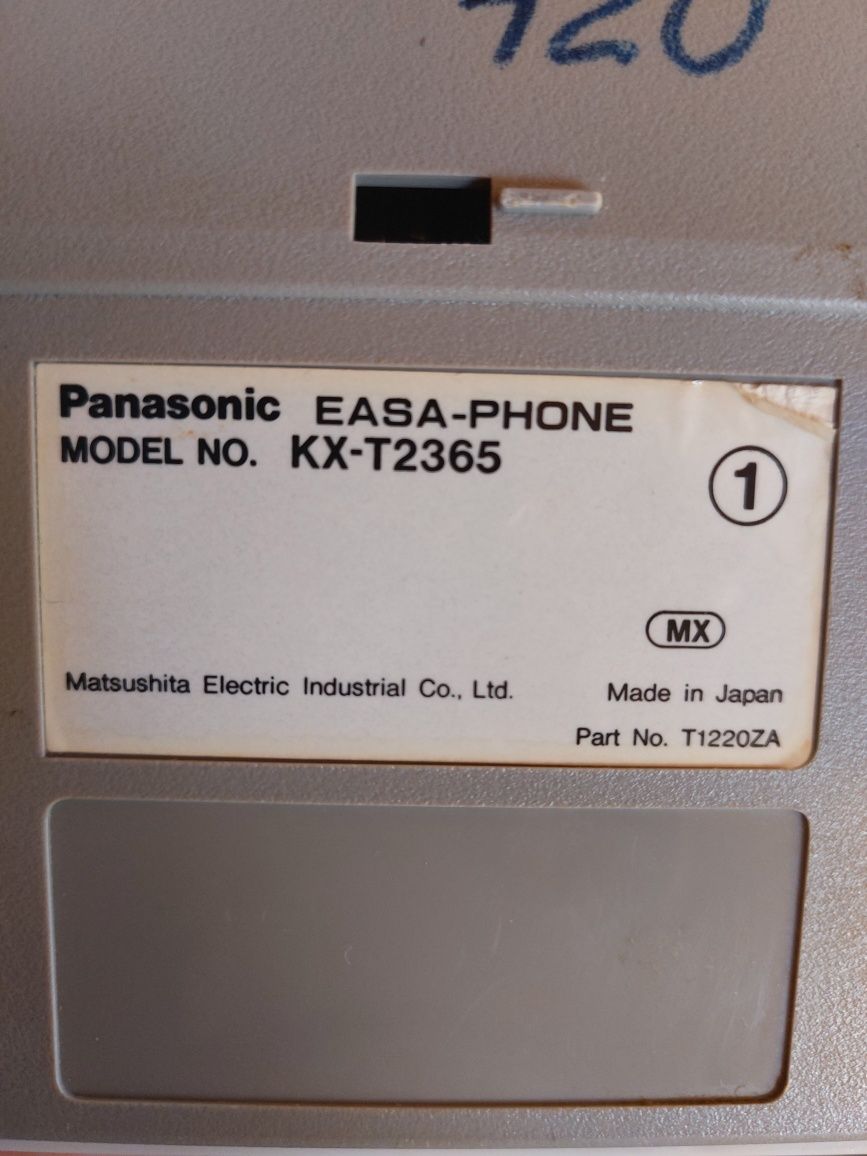 420
Panasonic EASA-PHONE
MODEL NO. KX-T2365
1
MX
Matsushita Electric Industrial Co., Ltd. Made in Japan
Part No. T1220ZA